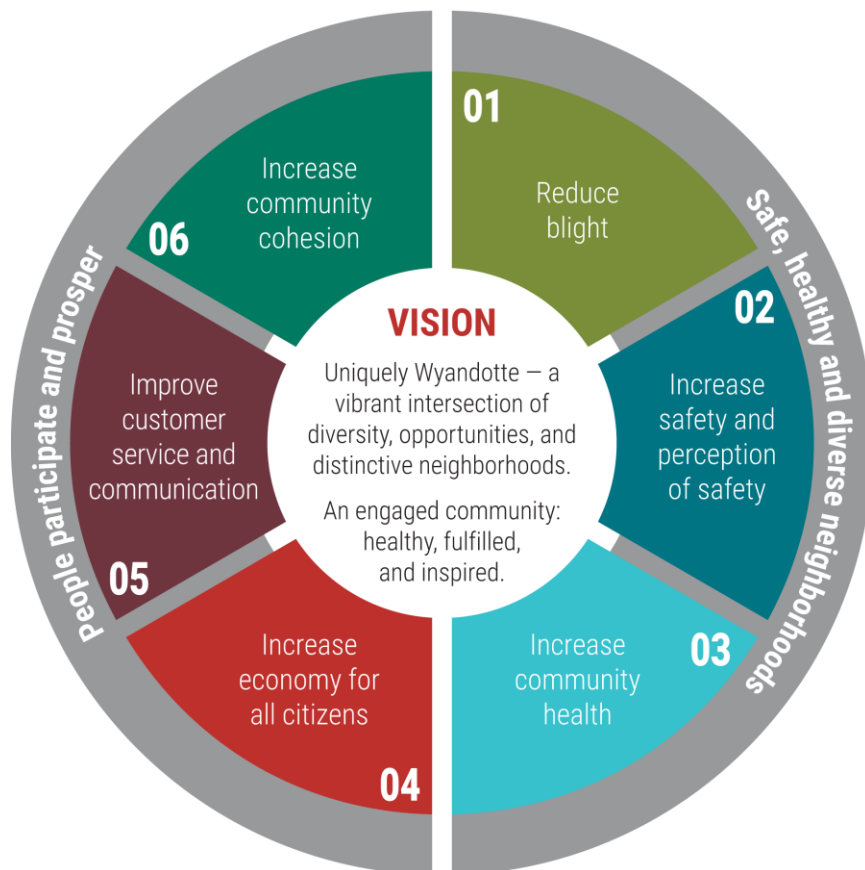 01
Reduce
blight
02
Increase
safety and
perception
of safety
03
Increase
community
health
04
Increase
economy for
all citizens
05
Improve
customer
service and
communication
06
Increase
community
cohesion
Safe, healthy and diverse neighborhoods
People participate and prosper
VISION
Uniquely Wyandotte — a
vibrant intersection of
diversity, opportunities, and
distinctive neighborhoods.
An engaged community:
healthy, fulfilled,
and inspired.